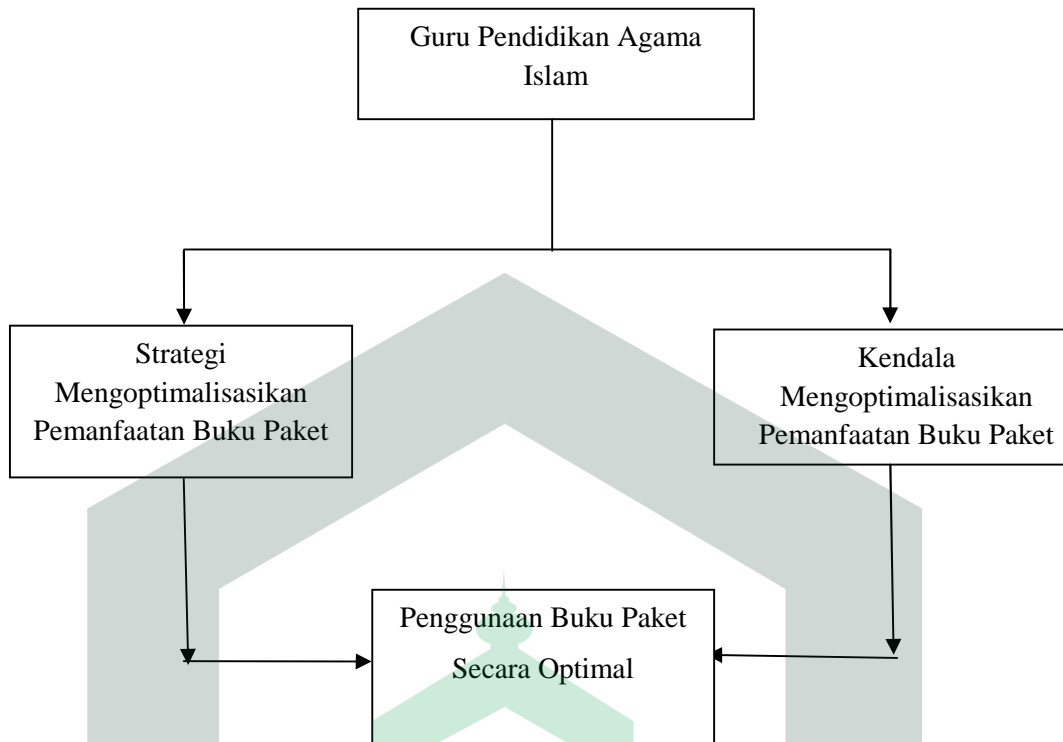 Guru Pendidikan Agama
Islam
Strategi
Mengoptimalisasikan
Pemanfaatan Buku Paket
Kendala
Mengoptimalisasikan
Pemanfaatan Buku Paket
Penggunaan Buku Paket
Secara Optimal